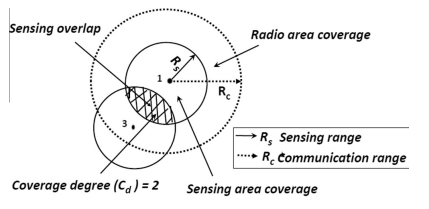 Sensing overlap
Radio area coverage
Rs
1
Rc
3
Rs Sensing range
Rc Communication range
Coverage degree (Cd) = 2
Sensing area coverage